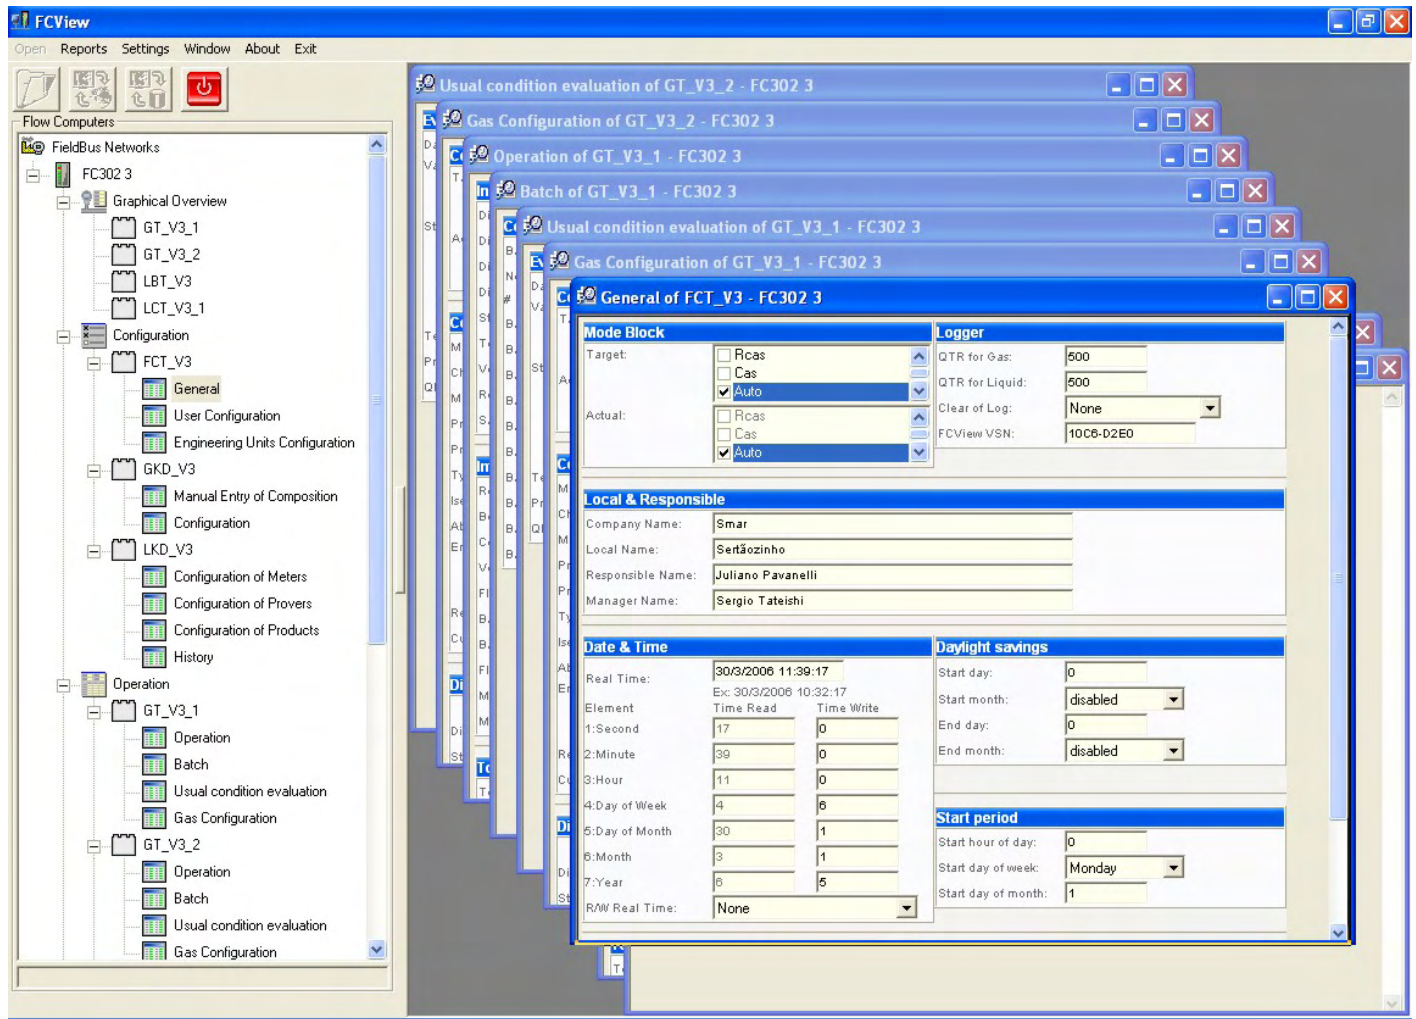 FCView
Open Reports Settings Window About Exit
Flow Computers
FieldBus Networks
FC302 3
Graphical Overview
GT_V3_1
GT_V3_2
LBT_V3
LCT_V3_1
Configuration
FCT_V3
General
User Configuration
Engineering Units Configuration
GKD_V3
Manual Entry of Composition
Configuration
LKD_V3
Configuration of Meters
Configuration of Provers
Configuration of Products
History
Operation
GT_V3_1
Operation
Batch
Usual condition evaluation
Gas Configuration
GT_V3_2
Operation
Batch
Usual condition evaluation
Gas Configuration
Usual condition evaluation of GT_V3_2 - FC302 3
Gas Configuration of GT_V3_2 - FC302 3
Operation of GT_V3_1 - FC302 3
Batch of GT_V3_1 - FC302 3
Usual condition evaluation of GT_V3_1 - FC302 3
Gas Configuration of GT_V3_1 - FC302 3
General of FCT_V3 - FC302 3
Mode Block
Target: Rcas
Cas
Auto
Actual: Rcas
Cas
Auto
Logger
QTR for Gas: 500
QTR for Liquid: 500
Clear of Log: None
FCView VSN: 10C6-D2E0
Local & Responsible
Company Name: Smar
Local Name: Sertãozinho
Responsible Name: Juliano Pavanelli
Manager Name: Sergio Tateishi
Date & Time
Real Time: 30/3/2006 11:39:17
Ex: 30/3/2006 10:32:17
Element Time Read Time Write
1:Second 17 0
2:Minute 39 0
3:Hour 11 0
4:Day of Week 4 6
5:Day of Month 30 1
6:Month 3 1
7:Year 6 5
R/W Real Time: None
Daylight savings
Start day: 0
Start month: disabled
End day: 0
End month: disabled
Start period
Start hour of day: 0
Start day of week: Monday
Start day of month: 1